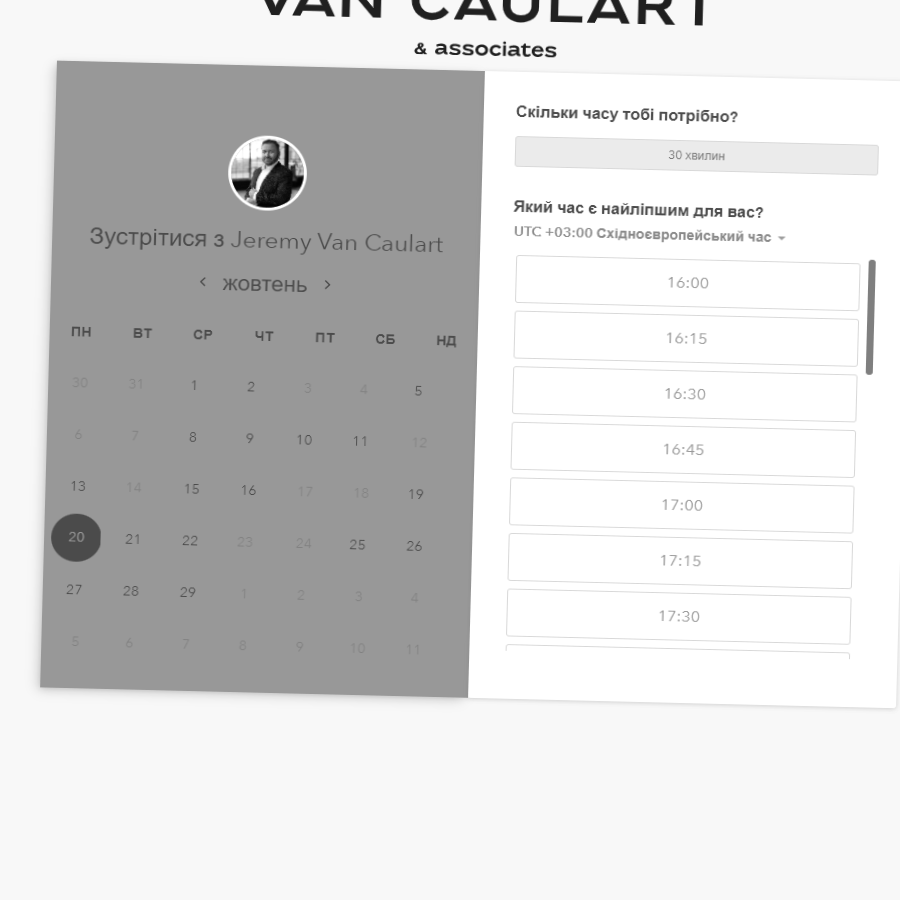 VAN CAULART
& associates
Зустрітися з Jeremy Van Caulart
жовтень
ПН ВТ СР ЧТ ПТ СБ НД
30 31 1 2 3 4 5
6 7 8 9 10 11 12
13 14 15 16 17 18 19
20 21 22 23 24 25 26
27 28 29 1 2 3 4
5 6 7 8 9 10 11
Скільки часу тобі потрібно?
30 хвилин
Який час є найліпшим для вас?
UTC +03:00 Східноєвропейський час
16:00
16:15
16:30
16:45
17:00
17:15
17:30